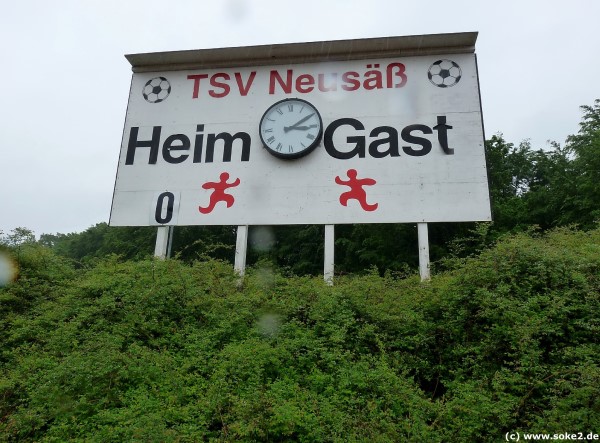 TSV Neusäß
Heim Gast
0
(c) www.soke2.de